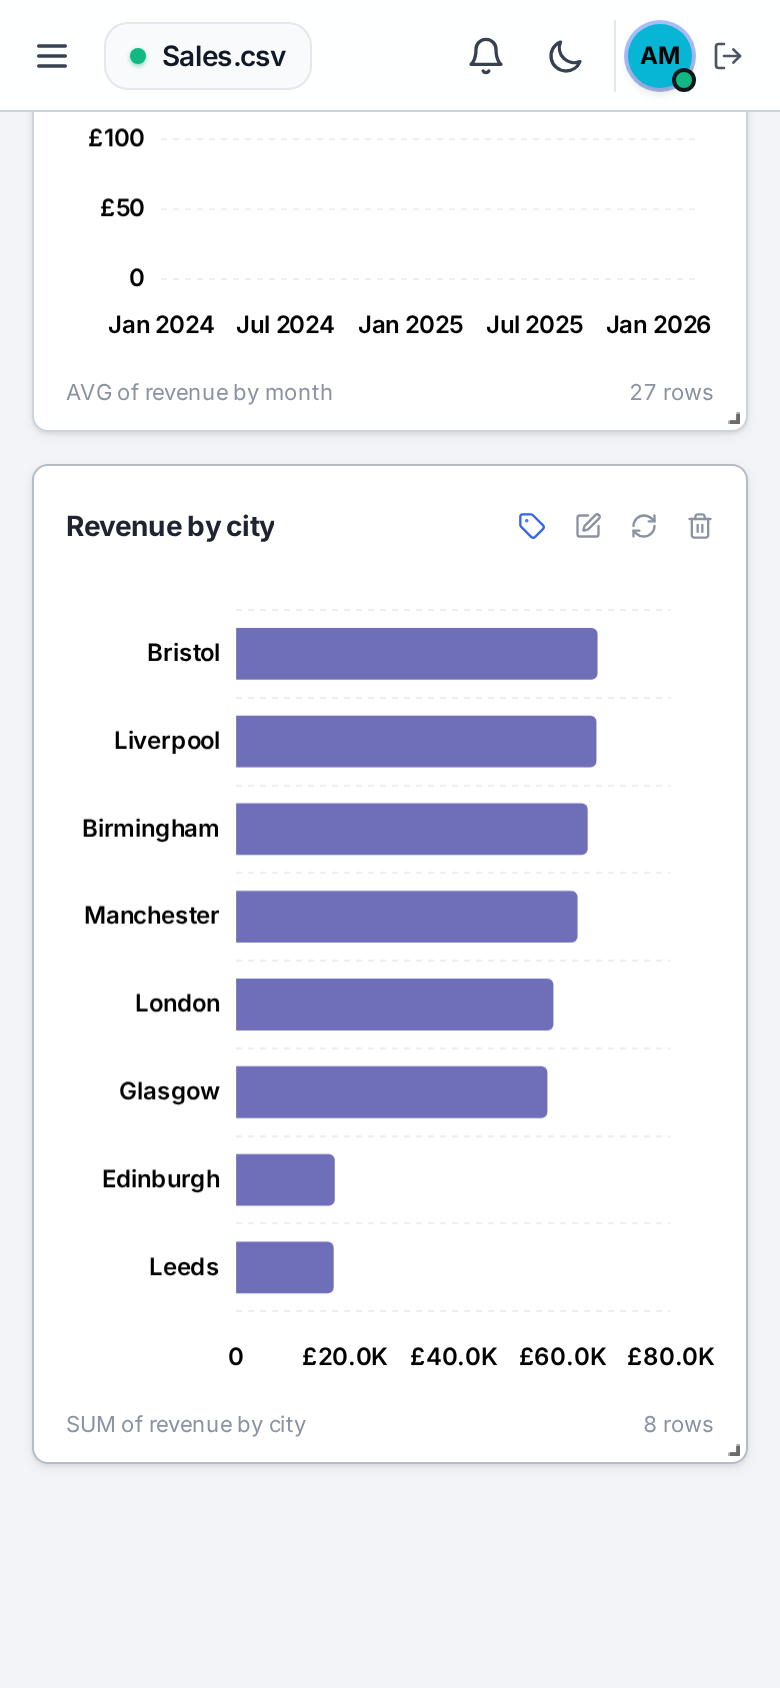 Sales.csv
AM
£100
£50
0
Jan 2024 Jul 2024 Jan 2025 Jul 2025 Jan 2026
AVG of revenue by month 27 rows
Revenue by city
Bristol
Liverpool
Birmingham
Manchester
London
Glasgow
Edinburgh
Leeds
0 £20.0K £40.0K £60.0K £80.0K
SUM of revenue by city 8 rows